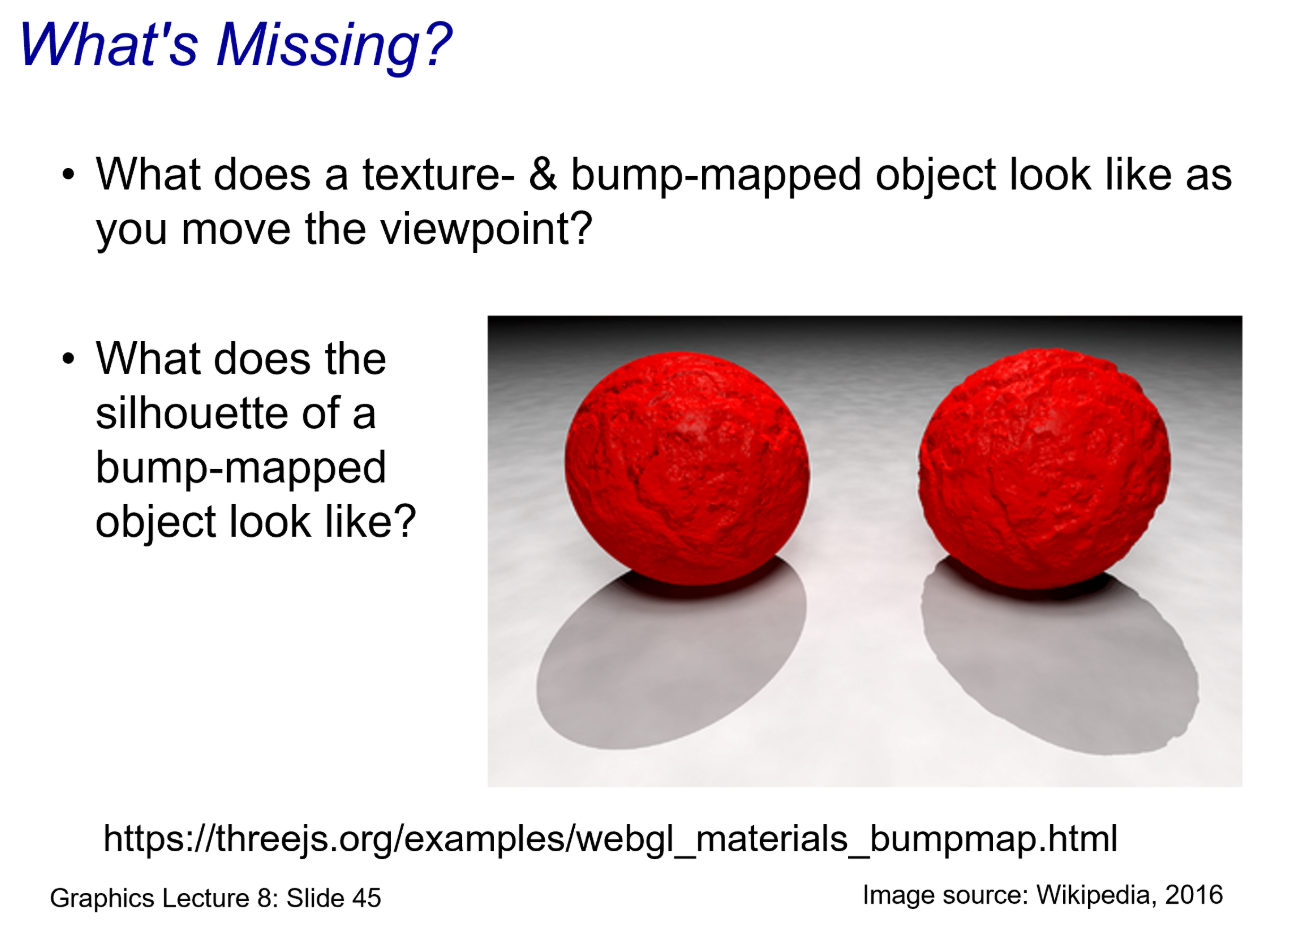 What's Missing?
• What does a texture- & bump-mapped object look like as
you move the viewpoint?
• What does the
silhouette of a
bump-mapped
object look like?
https://threejs.org/examples/webgl_materials_bumpmap.html
Graphics Lecture 8: Slide 45
Image source: Wikipedia, 2016